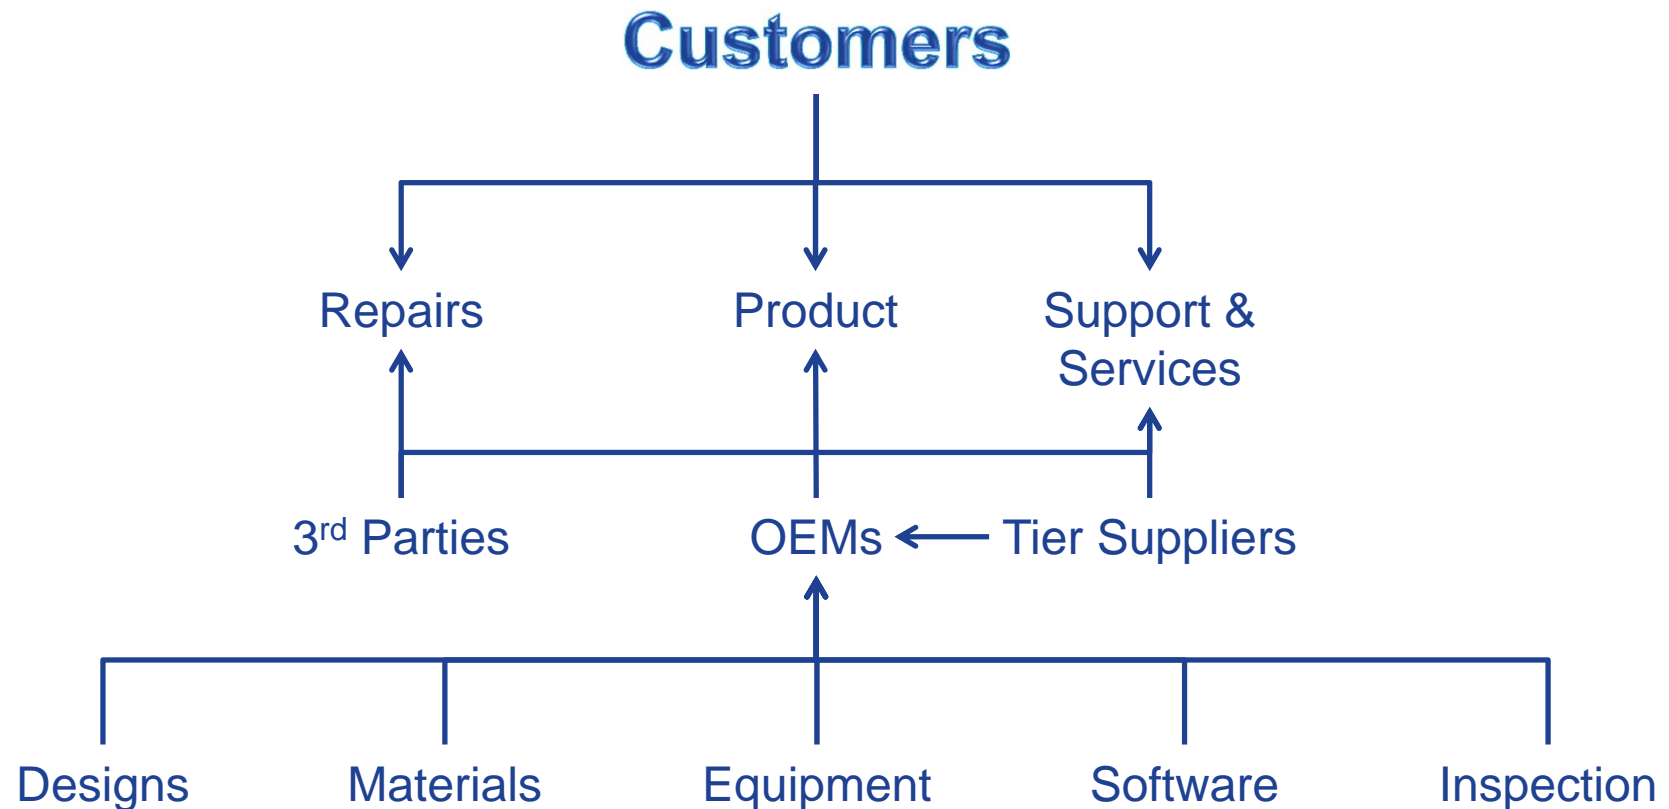 Customers
Repairs
Product
Support &
Services
3rd Parties
OEMs
Tier Suppliers
Designs
Materials
Equipment
Software
Inspection